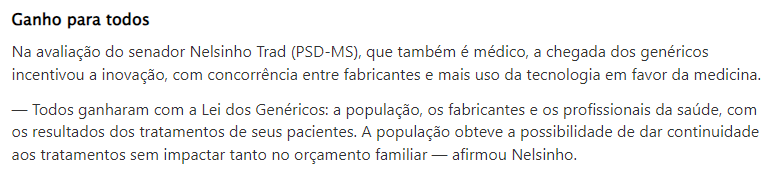 Ganho para todos
Na avaliação do senador Nelsinho Trad (PSD-MS), que também é médico, a chegada dos genéricos
incentivou a inovação, com concorrência entre fabricantes e mais uso da tecnologia em favor da medicina.
— Todos ganharam com a Lei dos Genéricos: a população, os fabricantes e os profissionais da saúde, com
os resultados dos tratamentos de seus pacientes. A população obteve a possibilidade de dar continuidade
aos tratamentos sem impactar tanto no orçamento familiar — afirmou Nelsinho.